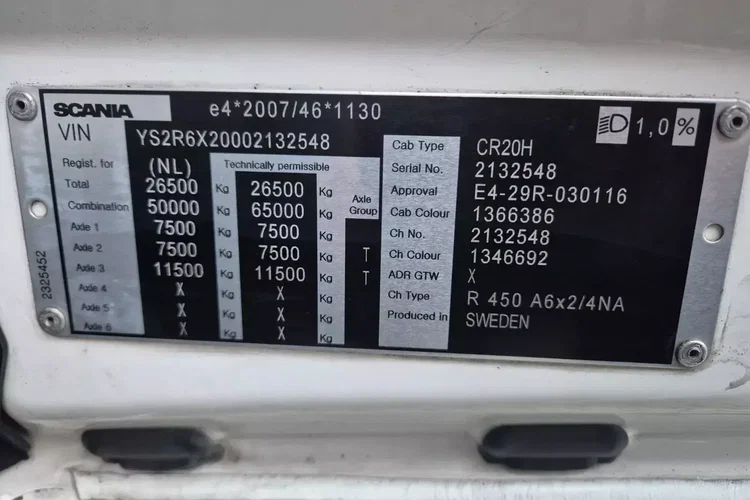 SCANIA e4*2007/46*1130
VIN YS2R6X20002132548
Regist. for (NL) Technically permissible
Total 26500 Kg 26500 Kg
Combination 50000 Kg 65000 Kg Axle Group
Axle 1 7500 Kg 7500 Kg
Axle 2 7500 Kg 7500 Kg T
Axle 3 11500 Kg 11500 Kg T
Axle 4 X Kg X Kg
Axle 5 X Kg X Kg
Axle 6 X Kg X Kg
2325452
1,0 %
Cab Type CR20H
Serial No. 2132548
Approval E4-29R-030116
Cab Colour 1366386
Ch No. 2132548
Ch Colour 1346692
ADR GTW X
Ch Type R 450 A6x2/4NA
Produced in SWEDEN